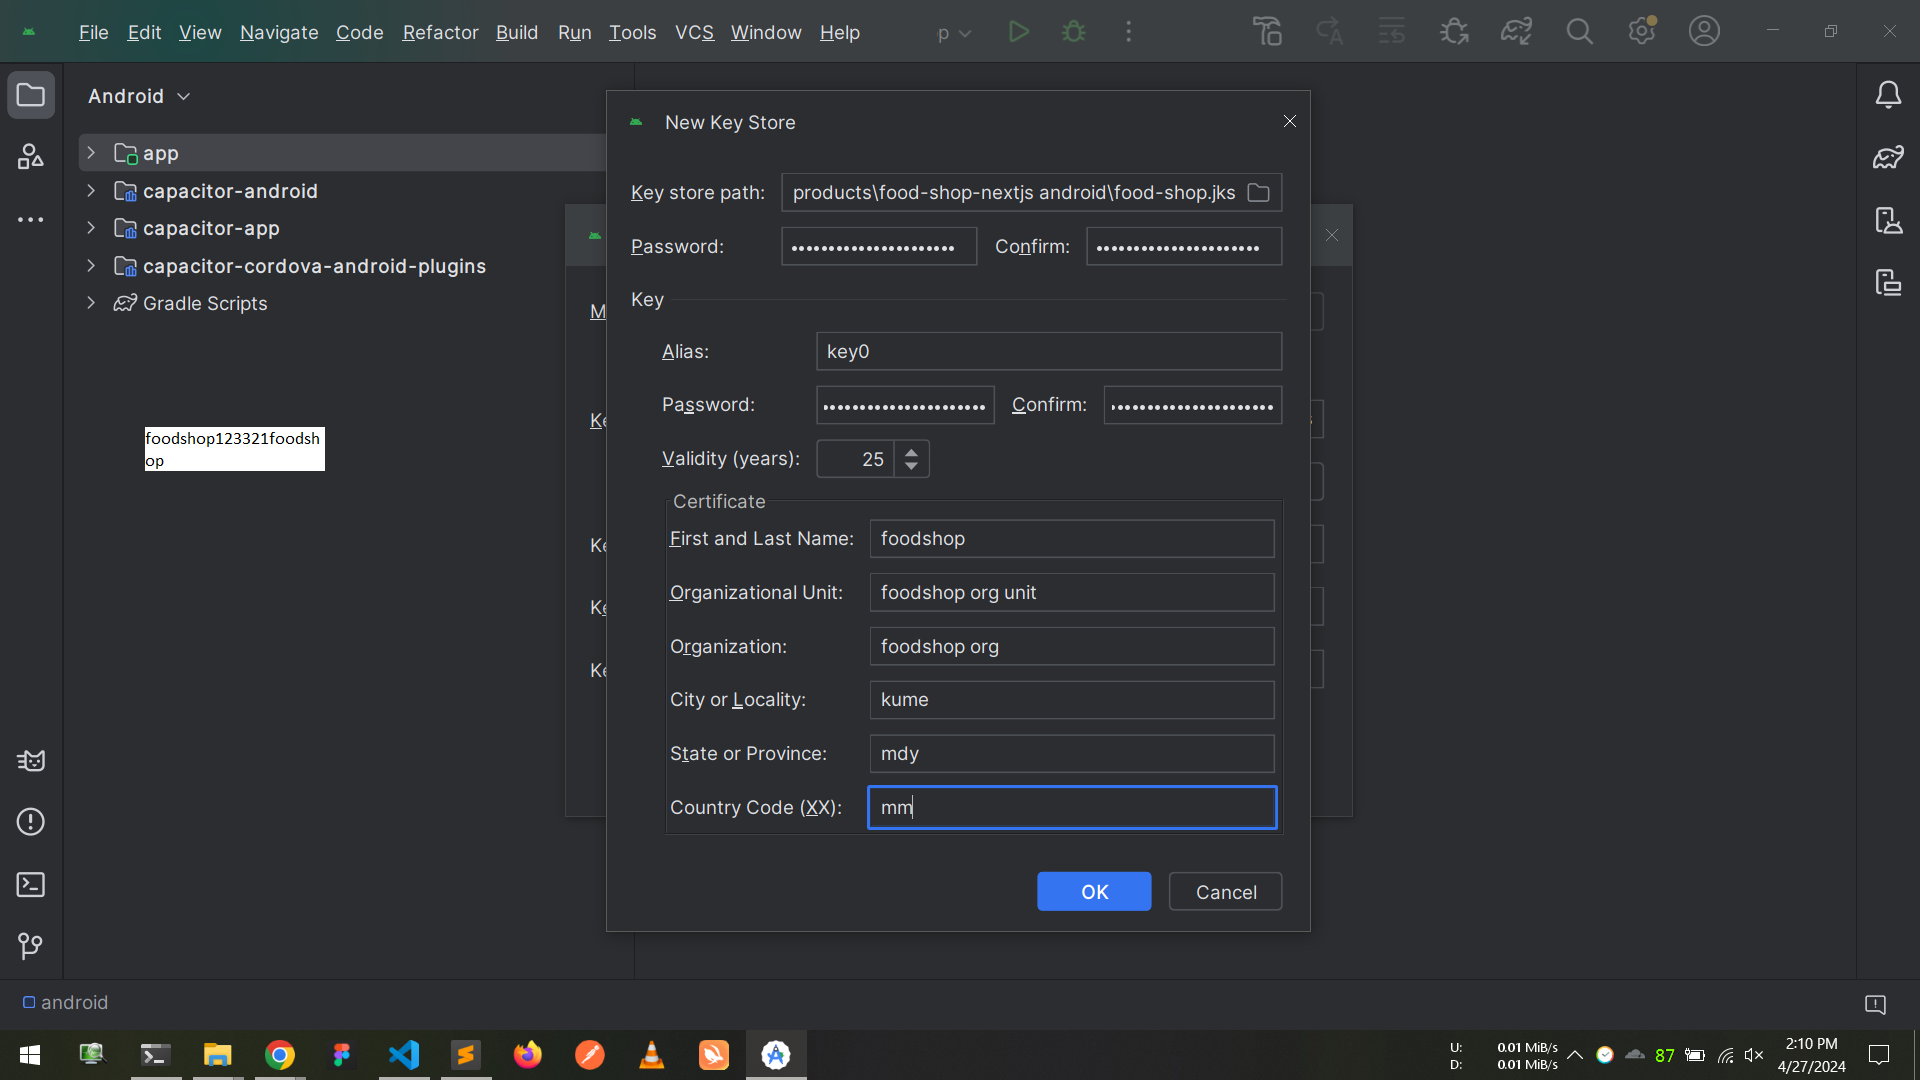 File Edit View Navigate Code Refactor Build Run Tools VCS Window Help
p
Android
app
capacitor-android
capacitor-app
capacitor-cordova-android-plugins
Gradle Scripts
foodshop123321foodsh
op
New Key Store
Key store path: products\food-shop-nextjs android\food-shop.jks
Password: Confirm:
Key
Alias: key0
Password: Confirm:
Validity (years): 25
Certificate
First and Last Name: foodshop
Organizational Unit: foodshop org unit
Organization: foodshop org
City or Locality: kume
State or Province: mdy
Country Code (XX): mm
OK Cancel
M
Ke
Ke
Ke
Ke
android
U: 0.01 MiB/s
D: 0.01 MiB/s
87
2:10 PM
4/27/2024